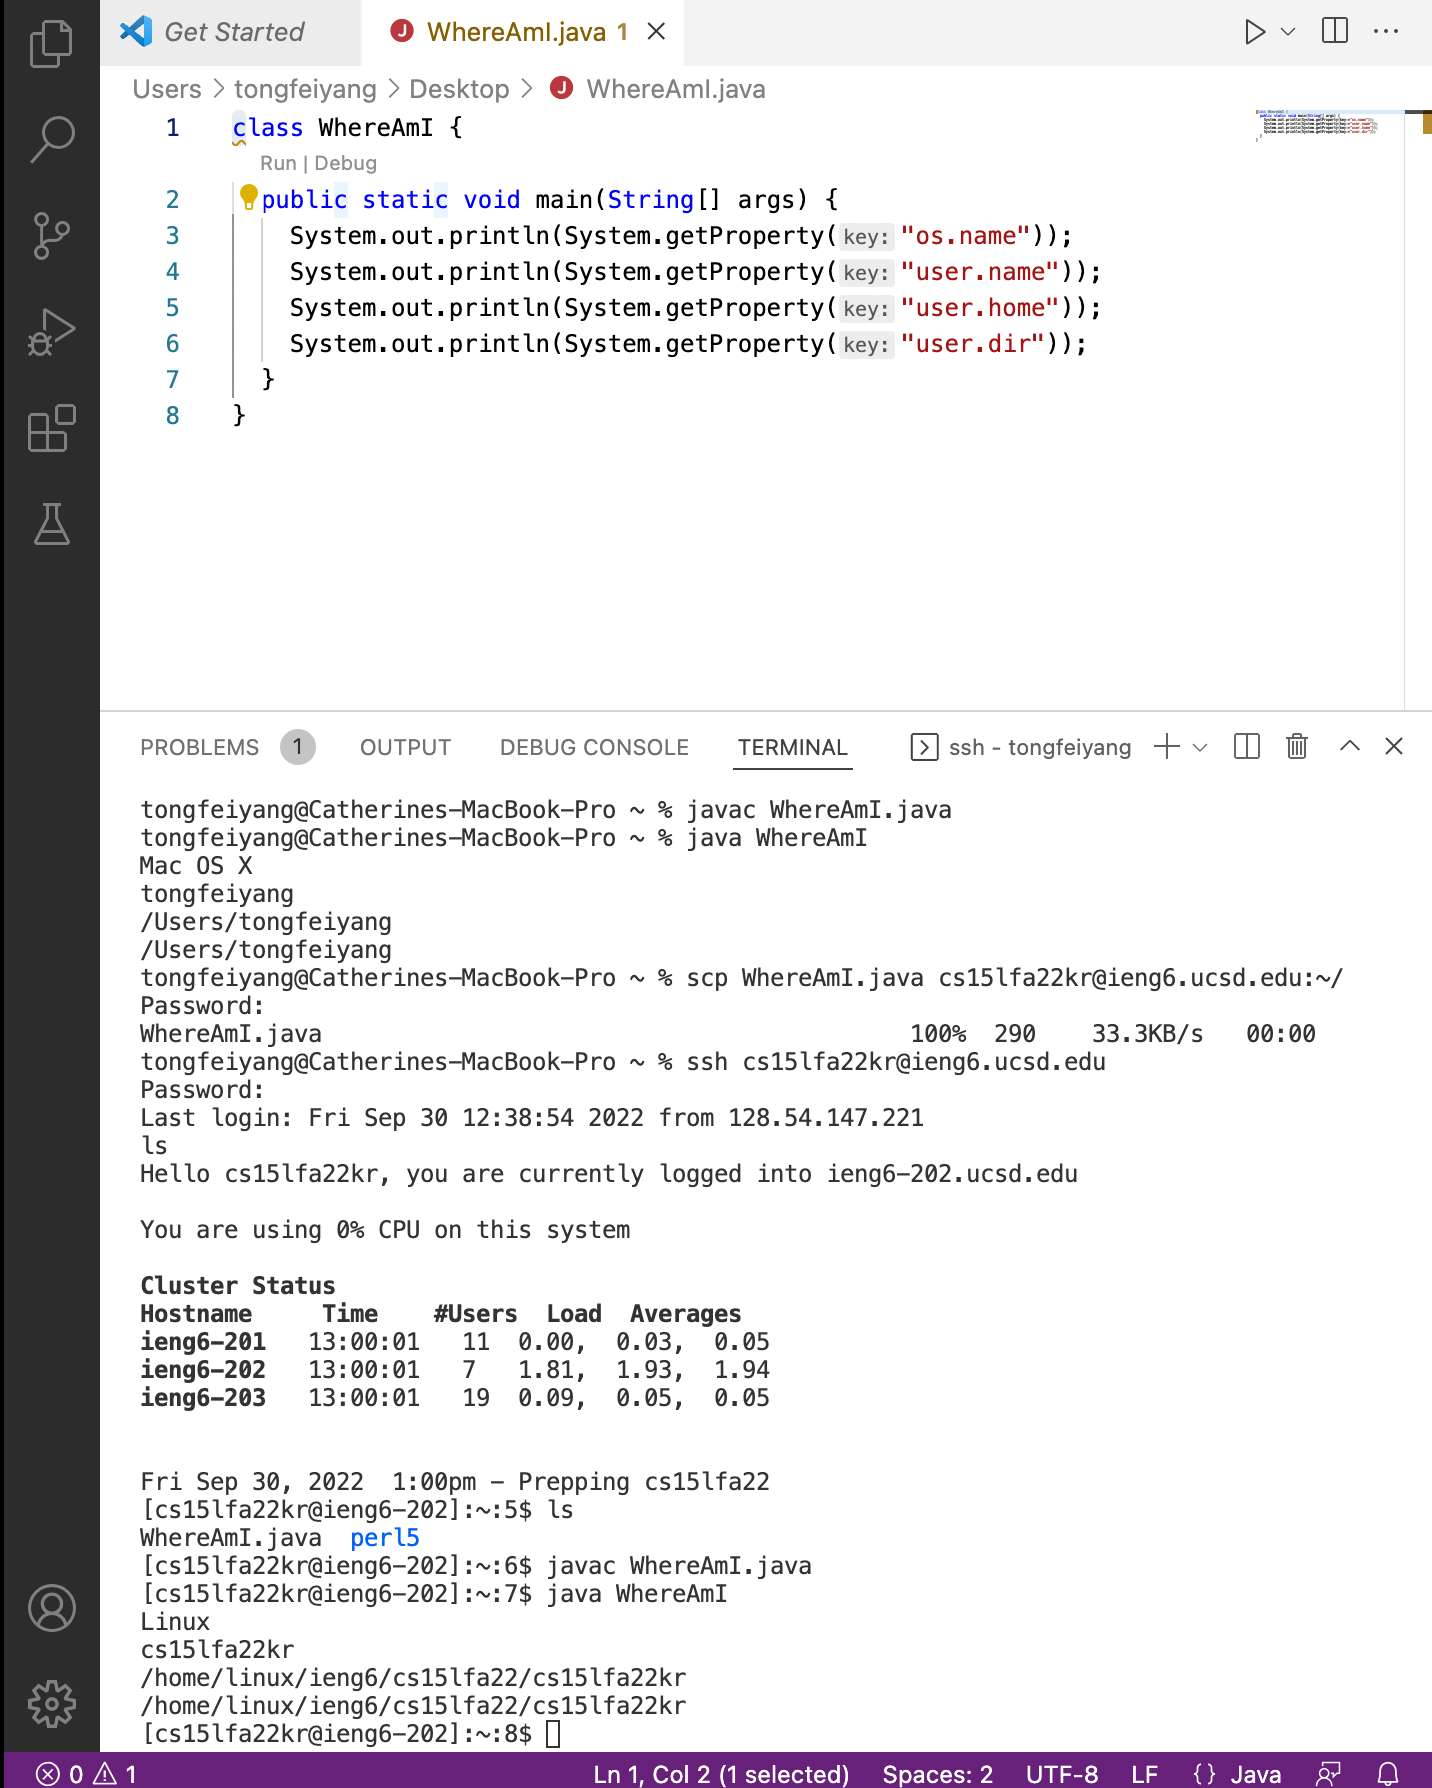 Get Started
WhereAmI.java 1
Users > tongfeiyang > Desktop > WhereAmI.java
1 class WhereAmI {
Run | Debug
2 public static void main(String[] args) {
3 System.out.println(System.getProperty(key: "os.name"));
4 System.out.println(System.getProperty(key: "user.name"));
5 System.out.println(System.getProperty(key: "user.home"));
6 System.out.println(System.getProperty(key: "user.dir"));
7 }
8 }
PROBLEMS 1 OUTPUT DEBUG CONSOLE TERMINAL ssh - tongfeiyang
tongfeiyang@Catherines-MacBook-Pro ~ % javac WhereAmI.java
tongfeiyang@Catherines-MacBook-Pro ~ % java WhereAmI
Mac OS X
tongfeiyang
/Users/tongfeiyang
/Users/tongfeiyang
tongfeiyang@Catherines-MacBook-Pro ~ % scp WhereAmI.java cs15lfa22kr@ieng6.ucsd.edu:~/
Password:
WhereAmI.java 100% 290 33.3KB/s 00:00
tongfeiyang@Catherines-MacBook-Pro ~ % ssh cs15lfa22kr@ieng6.ucsd.edu
Password:
Last login: Fri Sep 30 12:38:54 2022 from 128.54.147.221
ls
Hello cs15lfa22kr, you are currently logged into ieng6-202.ucsd.edu
You are using 0% CPU on this system
Cluster Status
Hostname Time #Users Load Averages
ieng6-201 13:00:01 11 0.00, 0.03, 0.05
ieng6-202 13:00:01 7 1.81, 1.93, 1.94
ieng6-203 13:00:01 19 0.09, 0.05, 0.05
Fri Sep 30, 2022 1:00pm - Prepping cs15lfa22
[cs15lfa22kr@ieng6-202]:~:5$ ls
WhereAmI.java perl5
[cs15lfa22kr@ieng6-202]:~:6$ javac WhereAmI.java
[cs15lfa22kr@ieng6-202]:~:7$ java WhereAmI
Linux
cs15lfa22kr
/home/linux/ieng6/cs15lfa22/cs15lfa22kr
/home/linux/ieng6/cs15lfa22/cs15lfa22kr
[cs15lfa22kr@ieng6-202]:~:8$
0 1 Ln 1, Col 2 (1 selected) Spaces: 2 UTF-8 LF {} Java